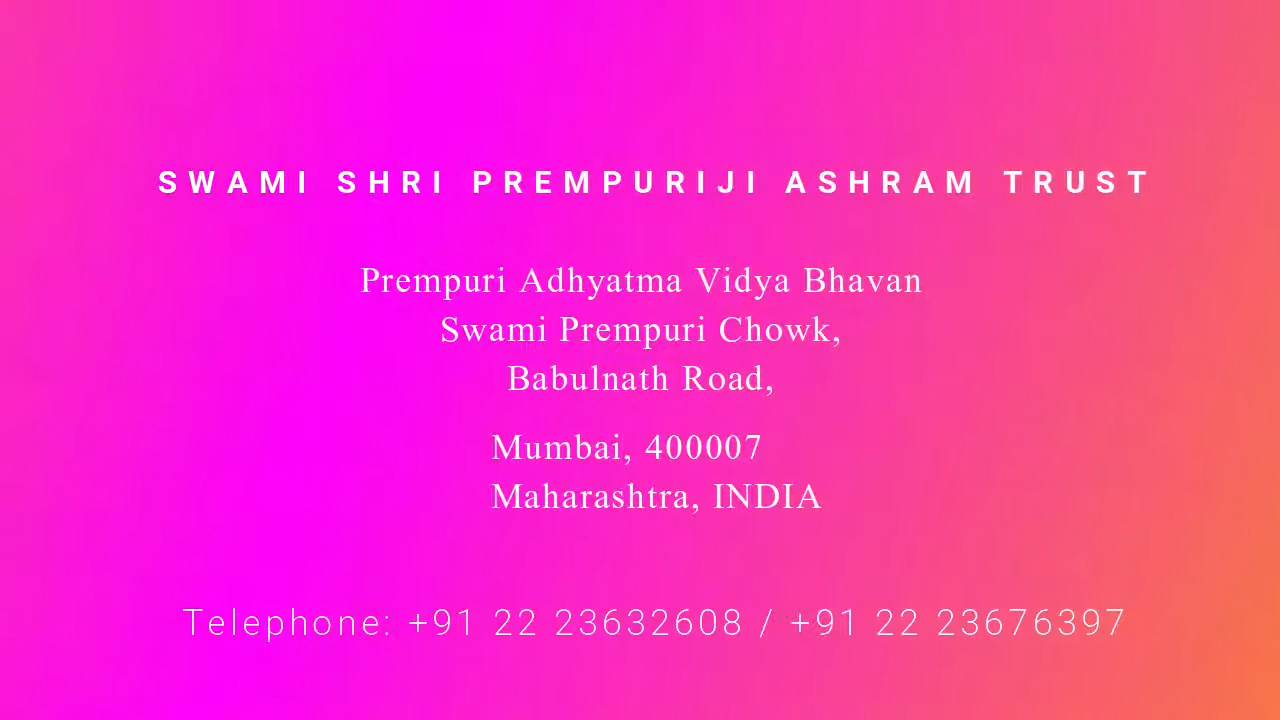 SWAMI SHRI PREMPURIJI ASHRAM TRUST
Prempuri Adhyatma Vidya Bhavan
Swami Prempuri Chowk,
Babulnath Road,
Mumbai, 400007
Maharashtra, INDIA
Telephone: +91 22 23632608 / +91 22 23676397